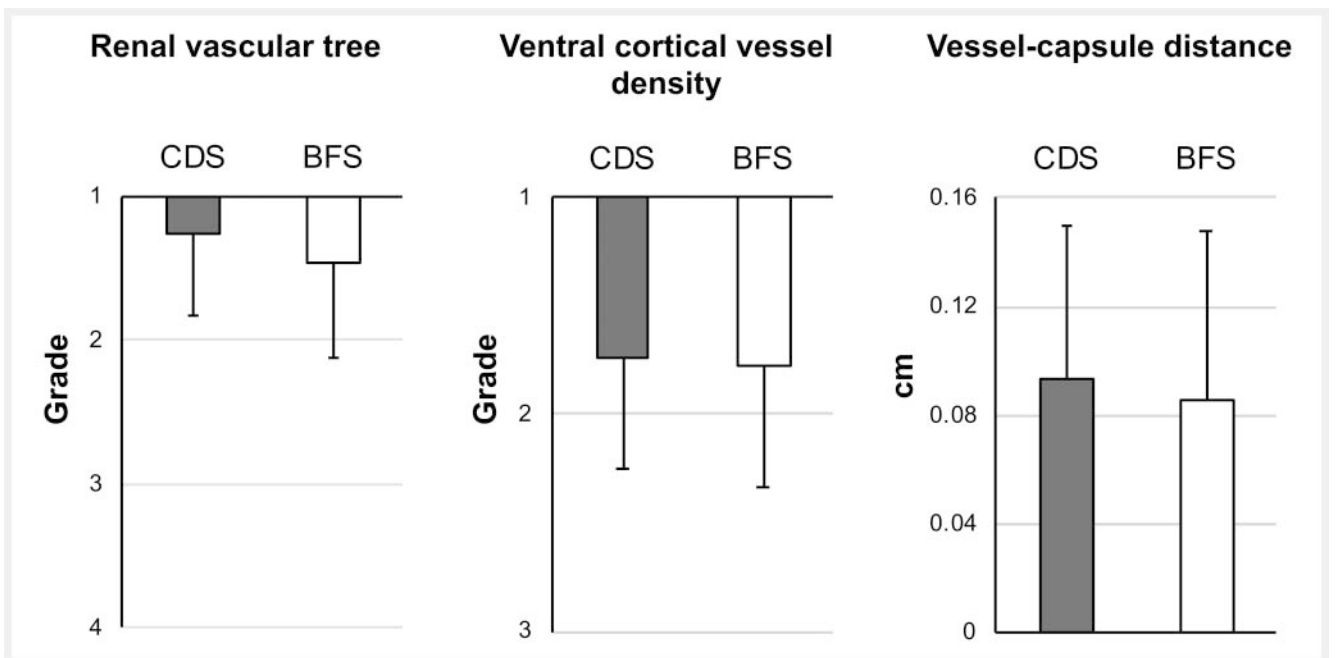 Renal vascular tree
CDS BFS
Grade
1
2
3
4
Ventral cortical vessel
density
CDS BFS
Grade
1
2
3
Vessel-capsule distance
CDS BFS
cm
0.16
0.12
0.08
0.04
0